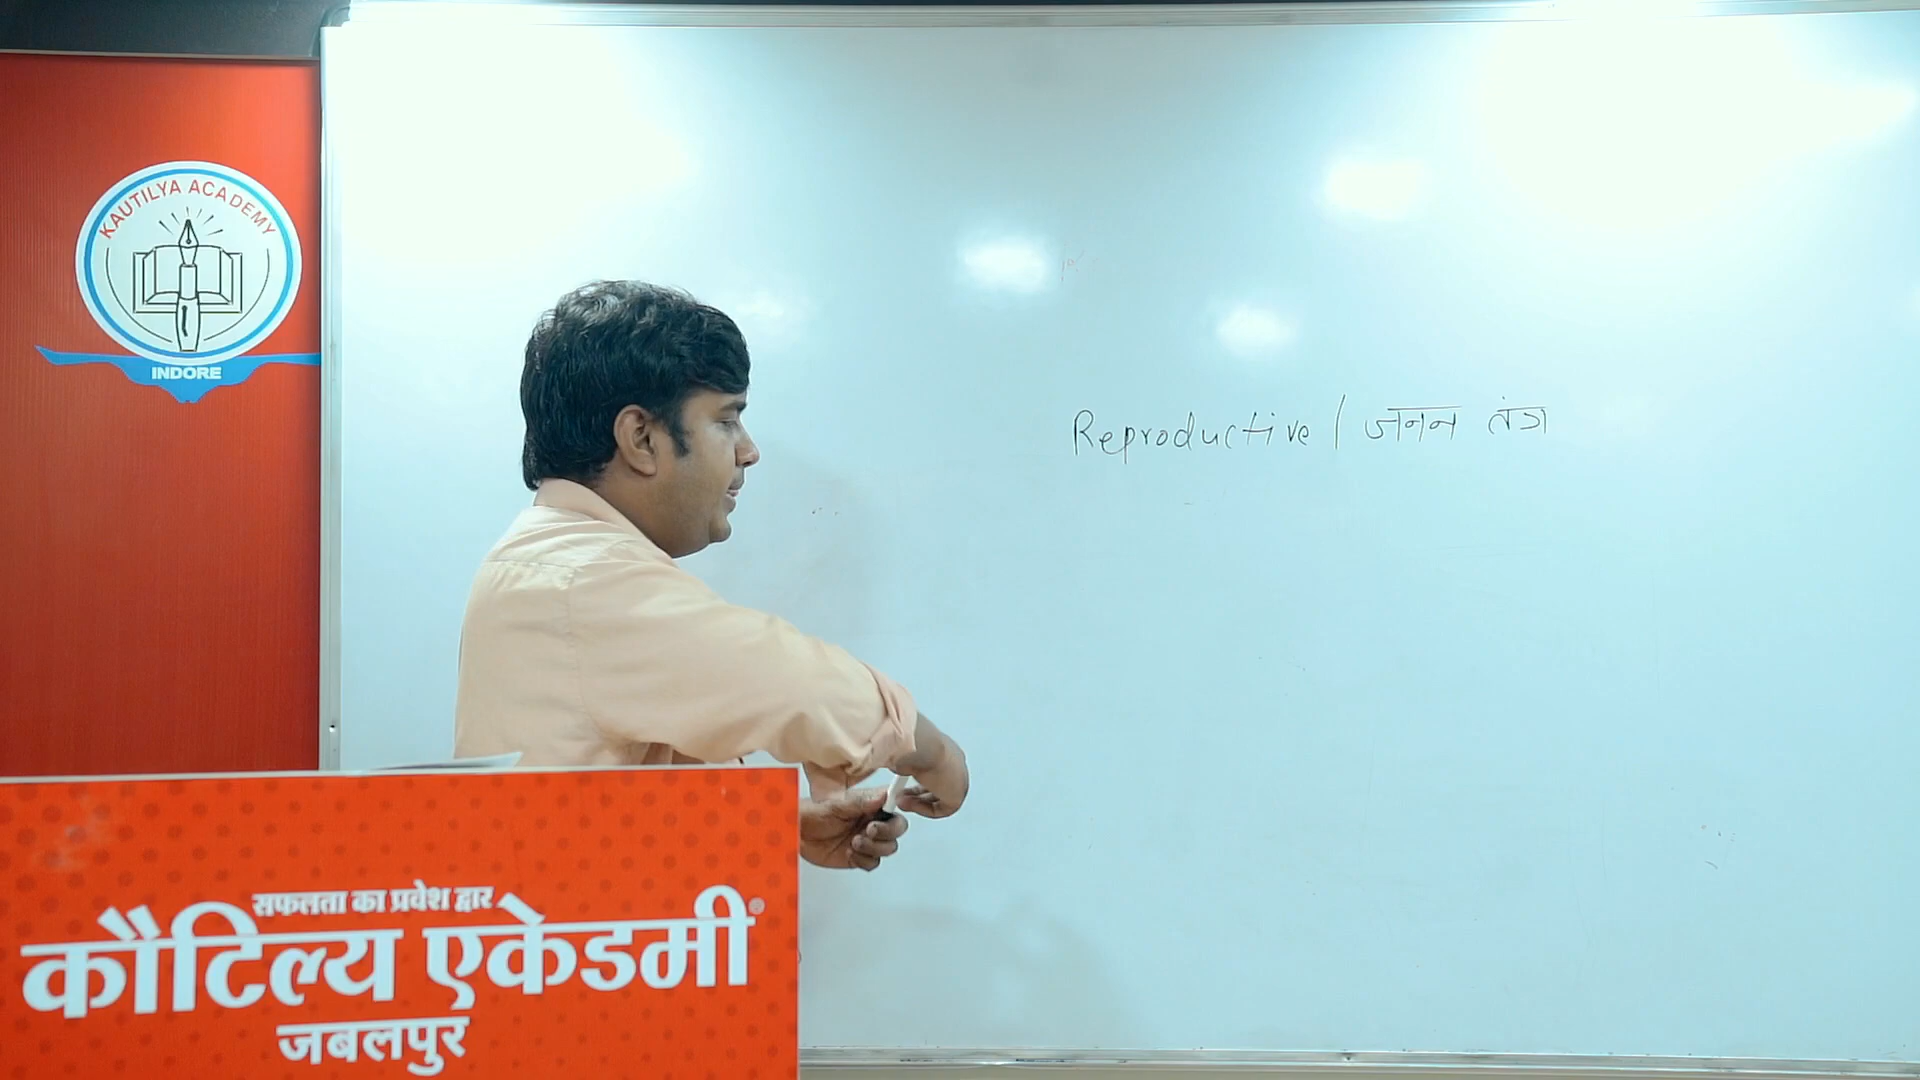 KAUTILYA ACADEMY
INDORE
Reproductive / जनन तंत्र
सफलता का प्रवेश द्वार
कौटिल्य एकेडमी®
जबलपुर